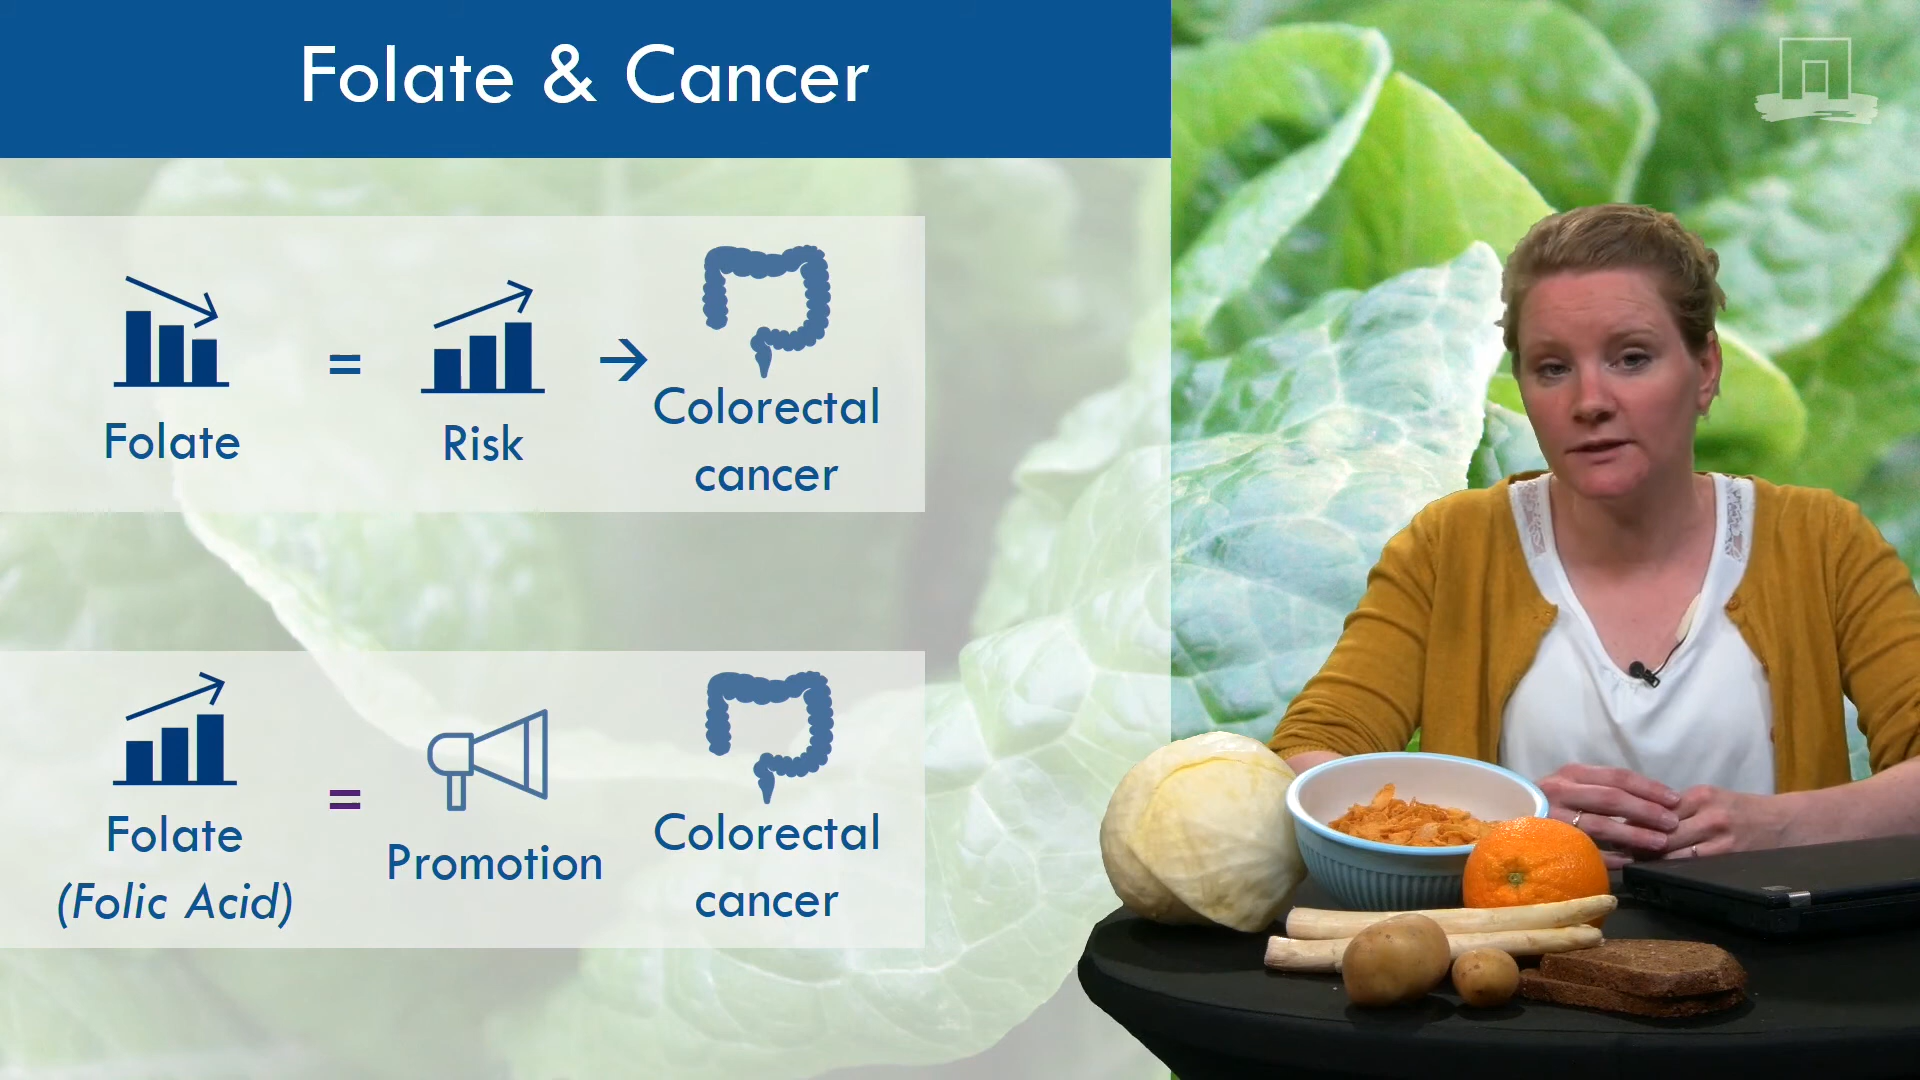 Folate & Cancer
=
→
Folate
Risk
Colorectal
cancer
=
Folate
(Folic Acid)
Promotion
Colorectal
cancer